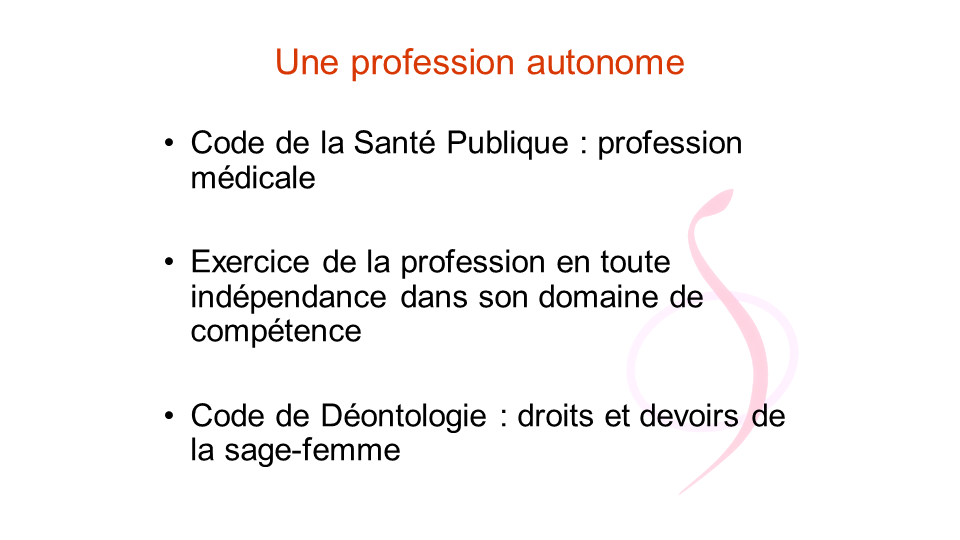 Une profession autonome
• Code de la Santé Publique : profession
médicale
• Exercice de la profession en toute
indépendance dans son domaine de
compétence
• Code de Déontologie : droits et devoirs de
la sage-femme